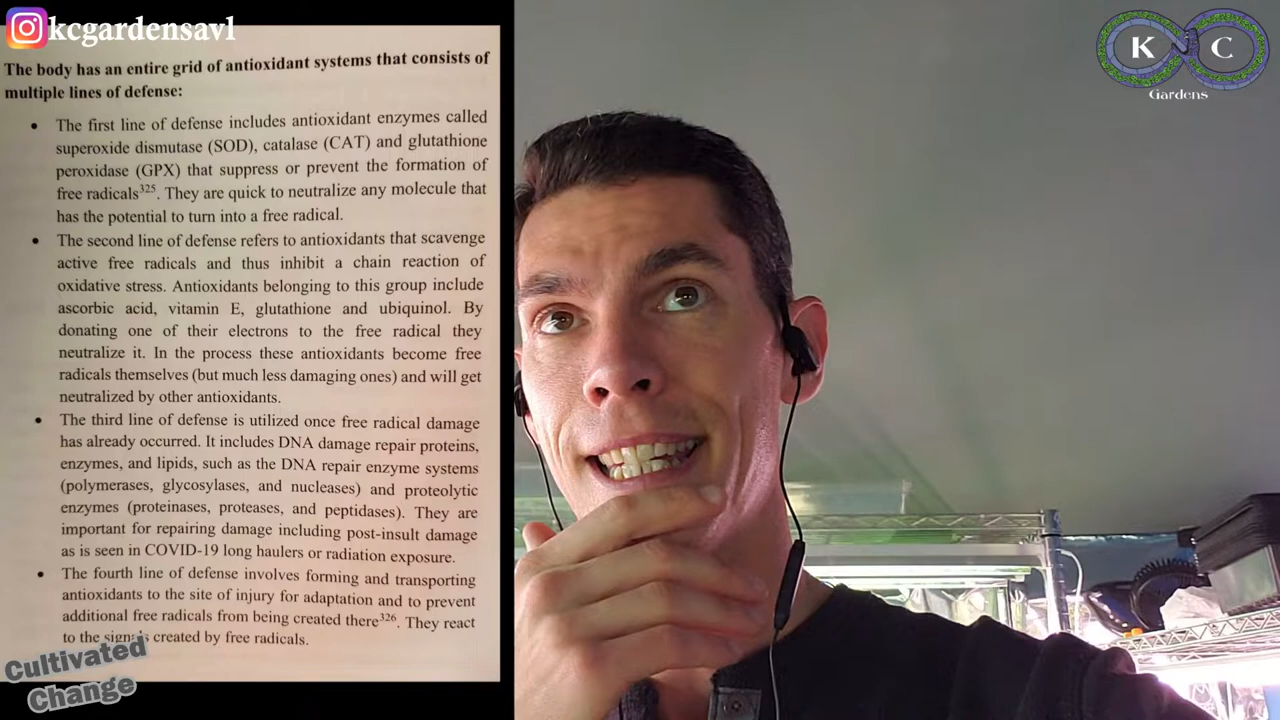 kcgardensavl
K C
Gardens
The body has an entire grid of antioxidant systems that consists of
multiple lines of defense:
• The first line of defense includes antioxidant enzymes called
superoxide dismutase (SOD), catalase (CAT) and glutathione
peroxidase (GPX) that suppress or prevent the formation of
free radicals³²⁵. They are quick to neutralize any molecule that
has the potential to turn into a free radical.
• The second line of defense refers to antioxidants that scavenge
active free radicals and thus inhibit a chain reaction of
oxidative stress. Antioxidants belonging to this group include
ascorbic acid, vitamin E, glutathione and ubiquinol. By
donating one of their electrons to the free radical they
neutralize it. In the process these antioxidants become free
radicals themselves (but much less damaging ones) and will get
neutralized by other antioxidants.
• The third line of defense is utilized once free radical damage
has already occurred. It includes DNA damage repair proteins,
enzymes, and lipids, such as the DNA repair enzyme systems
(polymerases, glycosylases, and nucleases) and proteolytic
enzymes (proteinases, proteases, and peptidases). They are
important for repairing damage including post-insult damage
as is seen in COVID-19 long haulers or radiation exposure.
• The fourth line of defense involves forming and transporting
antioxidants to the site of injury for adaptation and to prevent
additional free radicals from being created there³²⁶. They react
to the signals created by free radicals.
Cultivated
Change